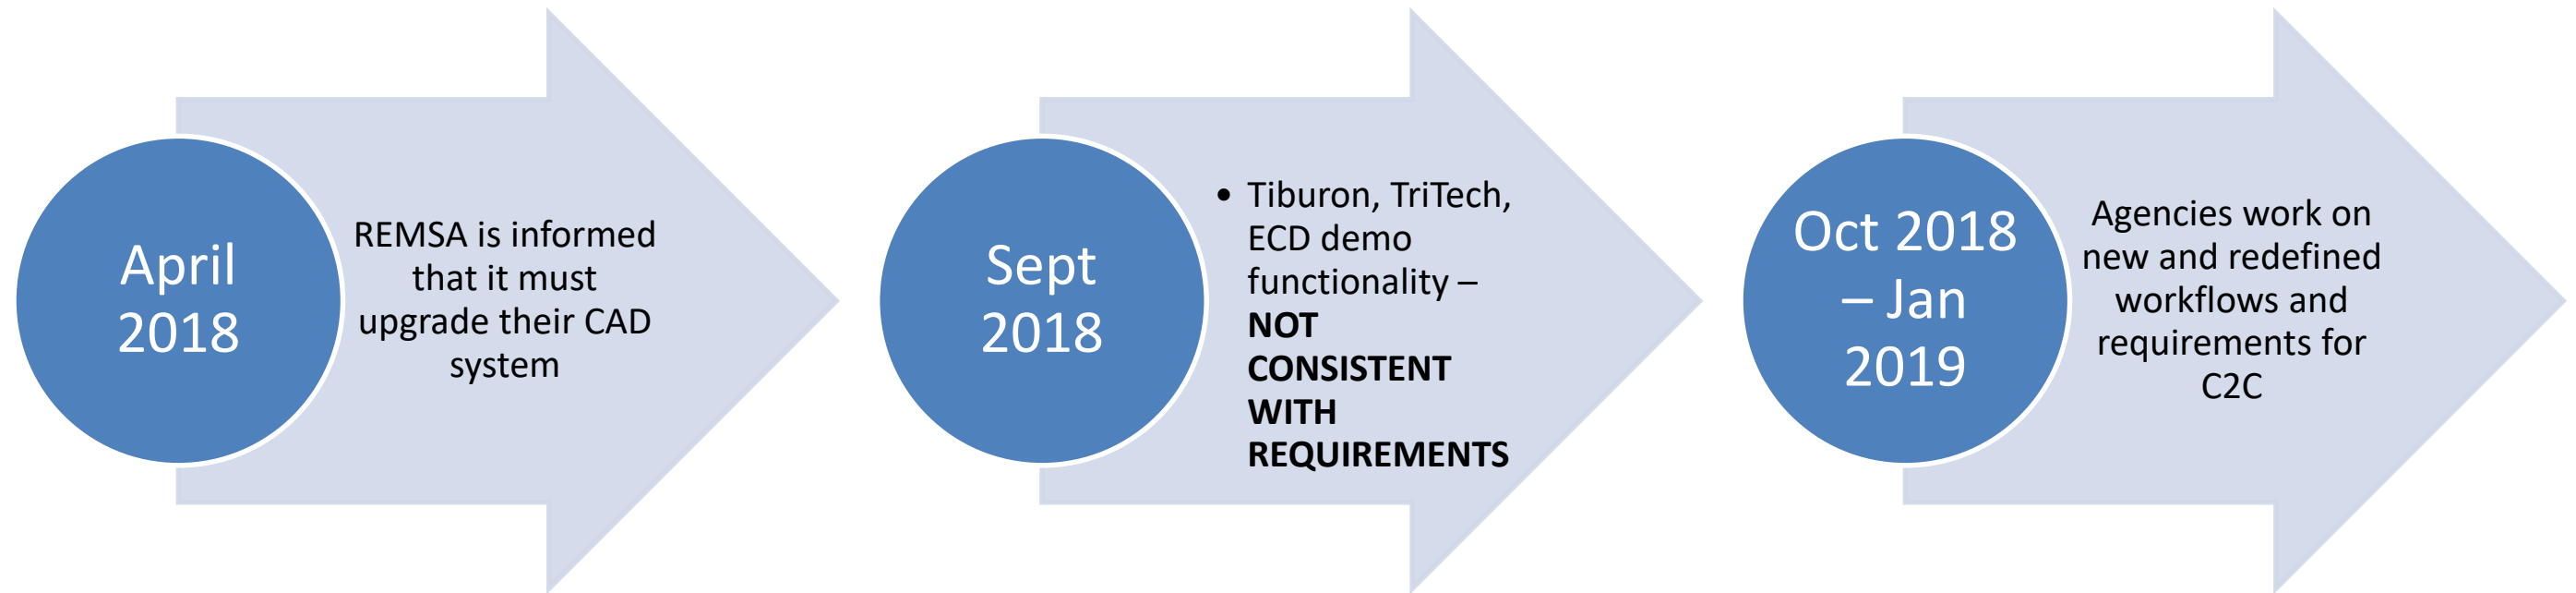 April
2018
REMSA is informed
that it must
upgrade their CAD
system
Sept
2018
• Tiburon, TriTech,
ECD demo
functionality –
NOT
CONSISTENT
WITH
REQUIREMENTS
Oct 2018
– Jan
2019
Agencies work on
new and redefined
workflows and
requirements for
C2C